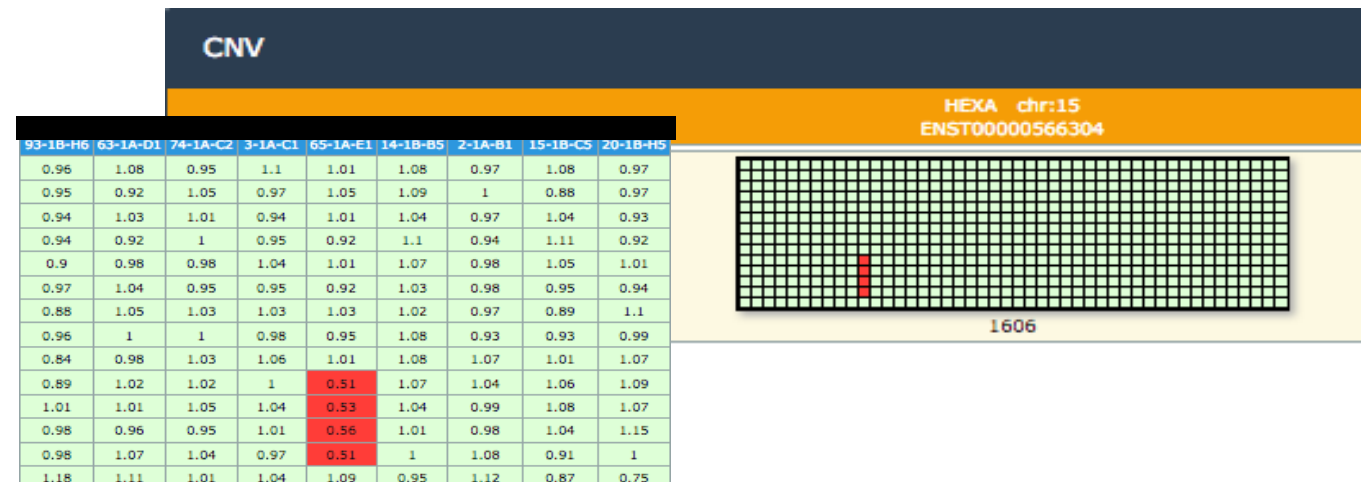 CNV
HEXA chr:15
ENST00000566304
93-1B-H6 63-1A-D1 74-1A-C2 3-1A-C1 65-1A-E1 14-1B-B5 2-1A-B1 15-1B-C5 20-1B-H5
0.96 1.08 0.95 1.1 1.01 1.08 0.97 1.08 0.97
0.95 0.92 1.05 0.97 1.05 1.09 1 0.88 0.97
0.94 1.03 1.01 0.94 1.01 1.04 0.97 1.04 0.93
0.94 0.92 1 0.95 0.92 1.1 0.94 1.11 0.92
0.9 0.98 0.98 1.04 1.01 1.07 0.98 1.05 1.01
0.97 1.04 0.95 0.95 0.92 1.03 0.98 0.95 0.94
0.88 1.05 1.03 1.03 1.03 1.02 0.97 0.89 1.1
0.96 1 1 0.98 0.95 1.08 0.93 0.93 0.99
0.84 0.98 1.03 1.06 1.01 1.08 1.07 1.01 1.07
0.89 1.02 1.02 1 0.51 1.07 1.04 1.06 1.09
1.01 1.01 1.05 1.04 0.53 1.04 0.99 1.08 1.07
0.98 0.96 0.95 1.01 0.56 1.01 0.98 1.04 1.15
0.98 1.07 1.04 0.97 0.51 1 1.08 0.91 1
1.18 1.11 1.01 1.04 1.09 0.95 1.12 0.87 0.75
1606